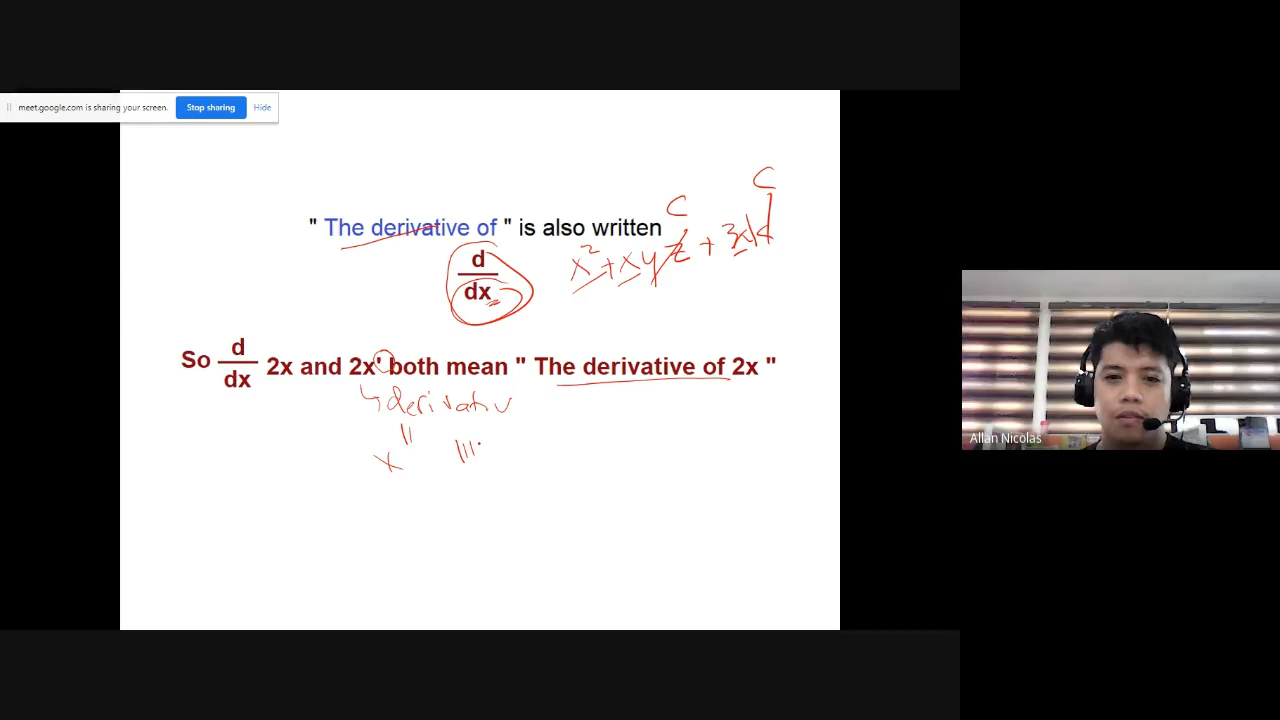 meet.google.com is sharing your screen. Stop sharing Hide
C
C
" The derivative of " is also written
d
dx
x² + xyz + 3xk
So d/dx 2x and 2x' both mean " The derivative of 2x "
derivativ
x'' '''
Allan Nicolas